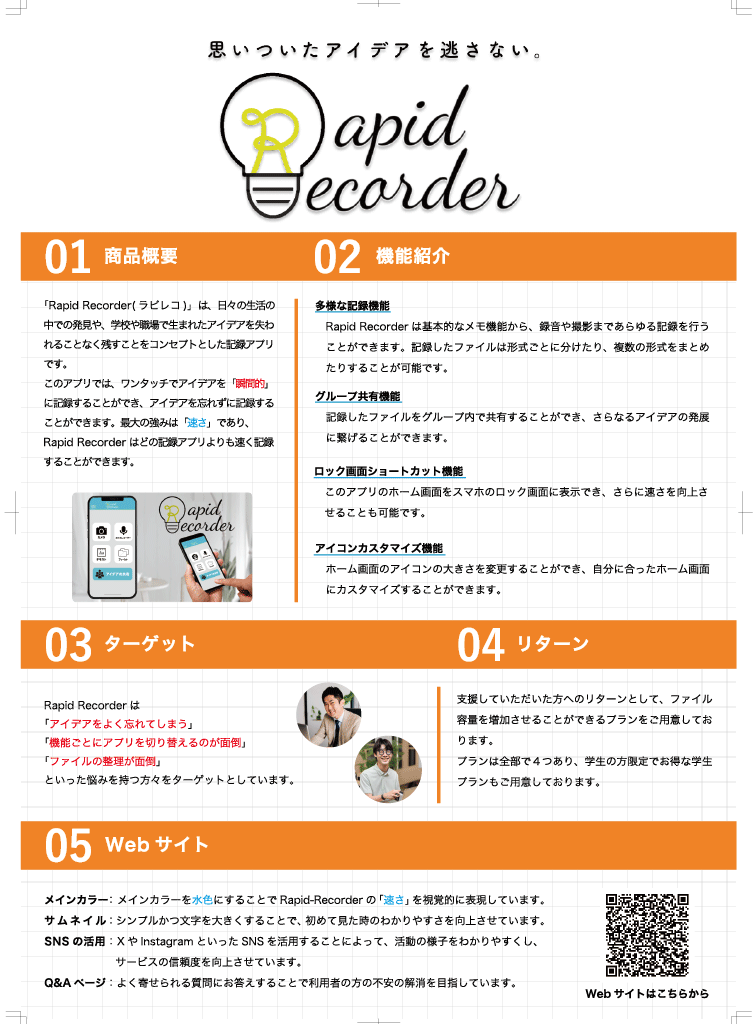 思いついたアイデアを逃さない。
Rapid
Recorder
01 商品概要
「Rapid Recorder(ラピレコ)」は、日々の生活の
中での発見や、学校や職場で生まれたアイデアを失わ
れることなく残すことをコンセプトとした記録アプリ
です。
このアプリでは、ワンタッチでアイデアを「瞬間的」
に記録することができ、アイデアを忘れずに記録する
ことができます。最大の強みは「速さ」であり、
Rapid Recorder はどの記録アプリよりも速く記録
することができます。
Rapid
Recorder
カメラ
アイデアの共有
02 機能紹介
多様な記録機能
Rapid Recorder は基本的なメモ機能から、録音や撮影まであらゆる記録を行う
ことができます。記録したファイルは形式ごとに分けたり、複数の形式をまとめ
たりすることが可能です。
グループ共有機能
記録したファイルをグループ内で共有することができ、さらなるアイデアの発展
に繋げることができます。
ロック画面ショートカット機能
このアプリのホーム画面をスマホのロック画面に表示でき、さらに速さを向上さ
せることも可能です。
アイコンカスタマイズ機能
ホーム画面のアイコンの大きさを変更することができ、自分に合ったホーム画面
にカスタマイズすることができます。
03 ターゲット
Rapid Recorder は
「アイデアをよく忘れてしまう」
「機能ごとにアプリを切り替えるのが面倒」
「ファイルの整理が面倒」
といった悩みを持つ方々をターゲットとしています。
04 リターン
支援していただいた方へのリターンとして、ファイル
容量を増加させることができるプランをご用意してお
ります。
プランは全部で４つあり、学生の方限定でお得な学生
プランもご用意しております。
05 Web サイト
メインカラー：メインカラーを水色にすることで Rapid-Recorder の「速さ」を視覚的に表現しています。
サムネイル：シンプルかつ文字を大きくすることで、初めて見た時のわかりやすさを向上させています。
SNS の活用：X や Instagram といった SNS を活用することによって、活動の様子をわかりやすくし、
サービスの信頼度を向上させています。
Q&A ページ：よく寄せられる質問にお答えすることで利用者の方の不安の解消を目指しています。
Web サイトはこちらから